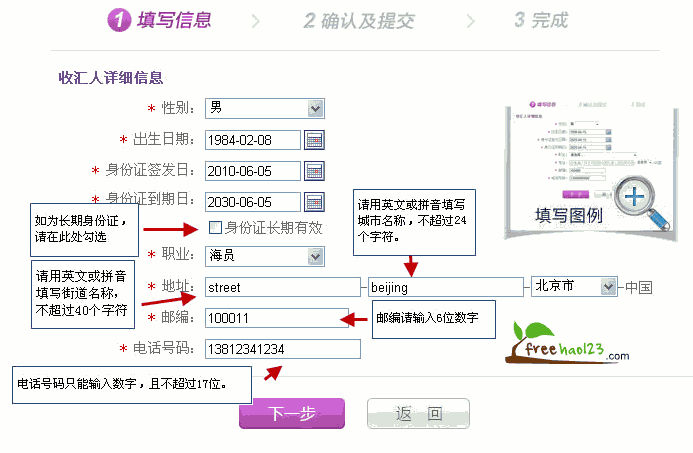 1 填写信息
2 确认及提交
3 完成
收汇人详细信息
* 性别: 男
* 出生日期: 1984-02-08
* 身份证签发日: 2010-06-05
* 身份证到期日: 2030-06-05
如为长期身份证，
请在此处勾选
身份证长期有效
请用英文或拼音填写
城市名称，不超过24
个字符。
* 职业: 海员
请用英文或拼音
填写街道名称，
不超过40个字符
* 地址: street - beijing - 北京市 - 中国
* 邮编: 100011
邮编请输入6位数字
* 电话号码: 13812341234
电话号码只能输入数字，且不超过17位。
填写图例
freehao123.com
下一步
返 回